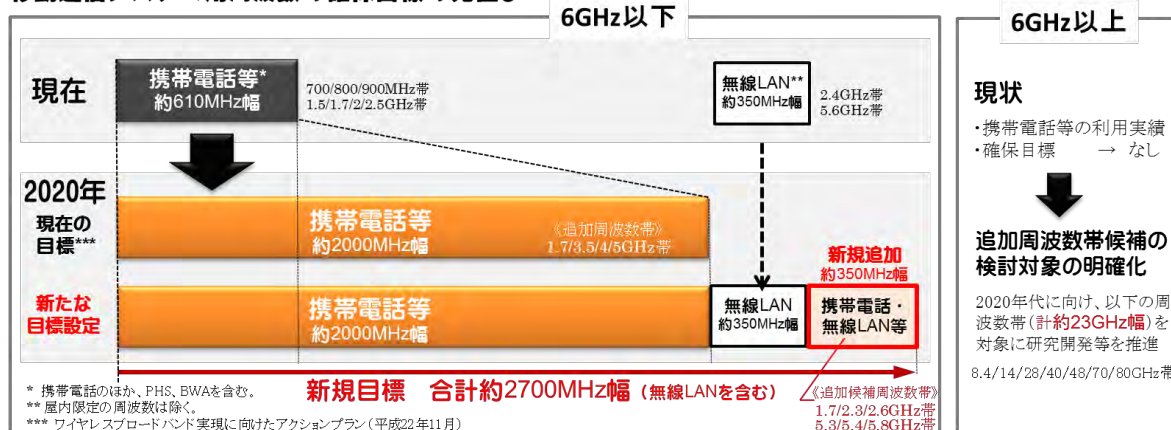 6GHz以下
現在
携帯電話等*
約610MHz幅
700/800/900MHz帯
1.5/1.7/2/2.5GHz帯
無線LAN**
約350MHz幅
2.4GHz帯
5.6GHz帯
2020年
現在の
目標***
携帯電話等
約2000MHz幅
《追加周波数帯》
1.7/3.5/4/5GHz帯
新規追加
約350MHz幅
新たな
目標設定
携帯電話等
約2000MHz幅
無線LAN
約350MHz幅
携帯電話・
無線LAN等
新規目標 合計約2700MHz幅(無線LANを含む)
《追加候補周波数帯》
1.7/2.3/2.6GHz帯
5.3/5.4/5.8GHz帯
* 携帯電話のほか、PHS、BWAを含む。
** 屋内限定の周波数は除く。
*** ワイヤレスブロードバンド実現に向けたアクションプラン(平成22年11月)
6GHz以上
現状
・携帯電話等の利用実績
・確保目標 → なし
追加周波数帯候補の
検討対象の明確化
2020年代に向け、以下の周
波数帯(計約23GHz幅)を
対象に研究開発等を推進
8.4/14/28/40/48/70/80GHz帯